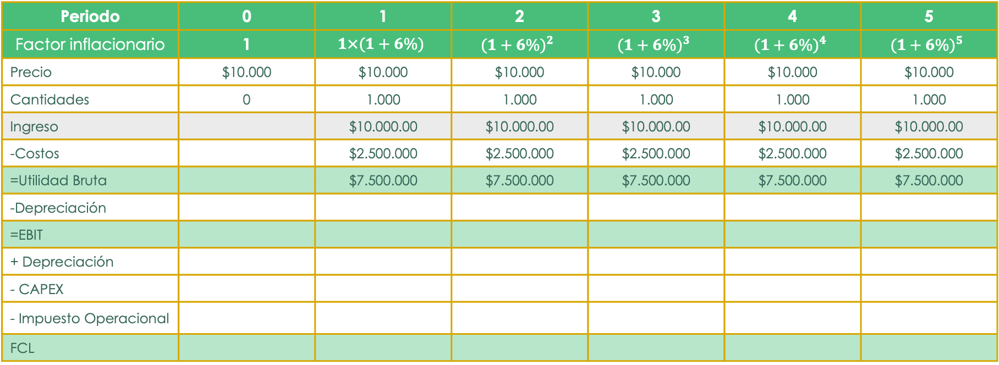 Periodo 0 1 2 3 4 5
Factor inflacionario 1 1×(1 + 6%) (1 + 6%)² (1 + 6%)³ (1 + 6%)⁴ (1 + 6%)⁵
Precio $10.000 $10.000 $10.000 $10.000 $10.000 $10.000
Cantidades 0 1.000 1.000 1.000 1.000 1.000
Ingreso $10.000.00 $10.000.00 $10.000.00 $10.000.00 $10.000.00
-Costos $2.500.000 $2.500.000 $2.500.000 $2.500.000 $2.500.000
=Utilidad Bruta $7.500.000 $7.500.000 $7.500.000 $7.500.000 $7.500.000
-Depreciación
=EBIT
+ Depreciación
- CAPEX
- Impuesto Operacional
FCL